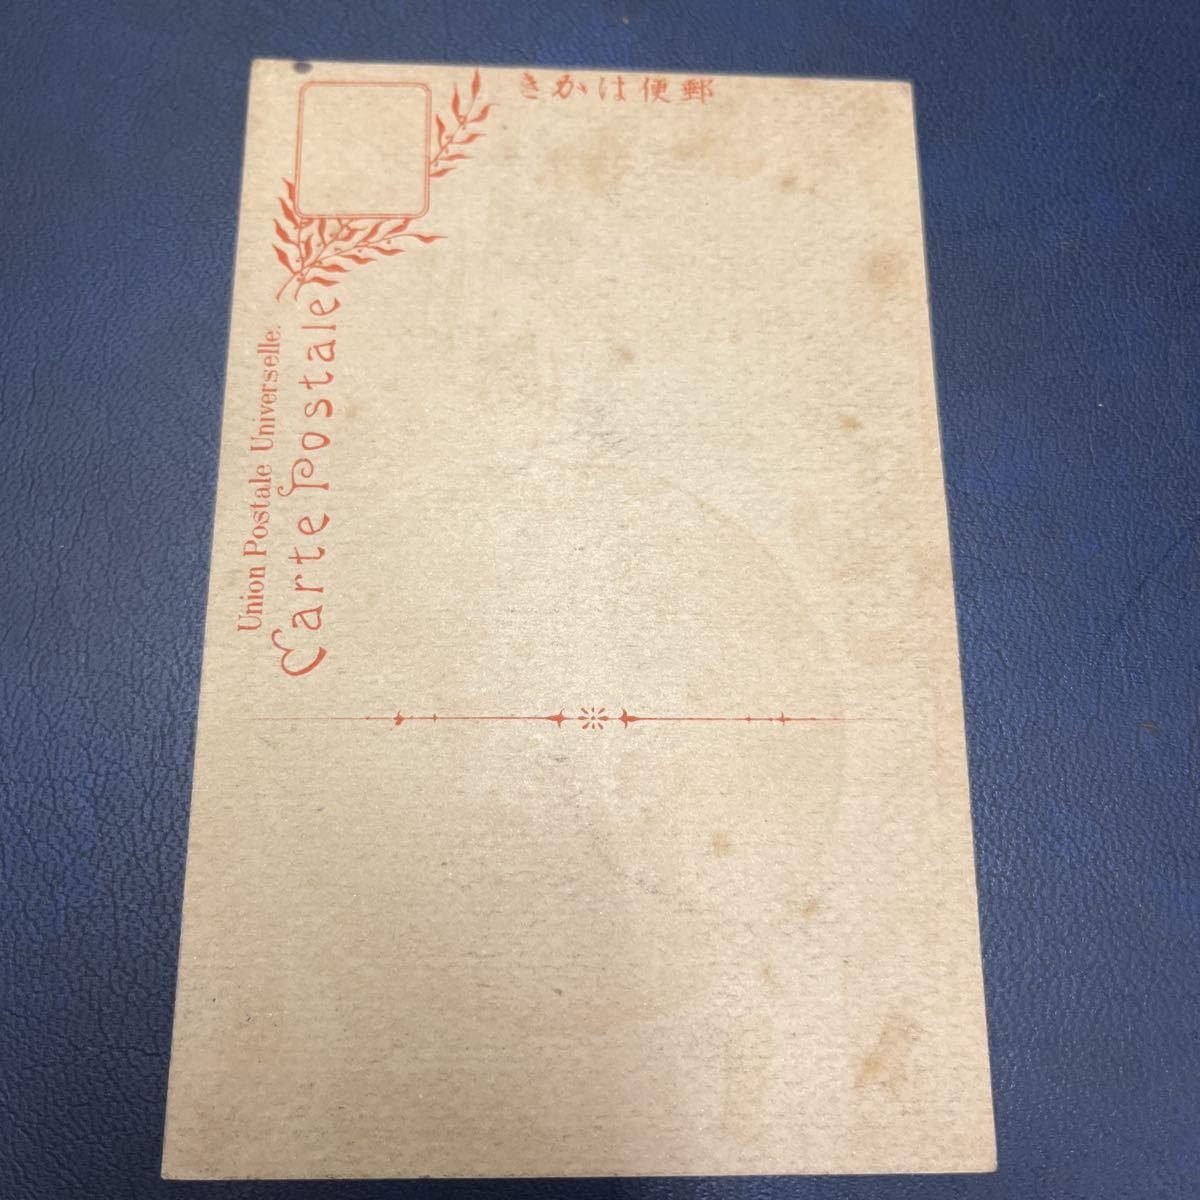 きかは便郵
Union Postale Universelle.
Carte Postale